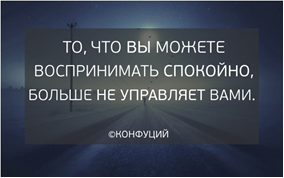 ТО, ЧТО ВЫ МОЖЕТЕ
ВОСПРИНИМАТЬ СПОКОЙНО,
БОЛЬШЕ НЕ УПРАВЛЯЕТ ВАМИ.
©КОНФУЦИЙ